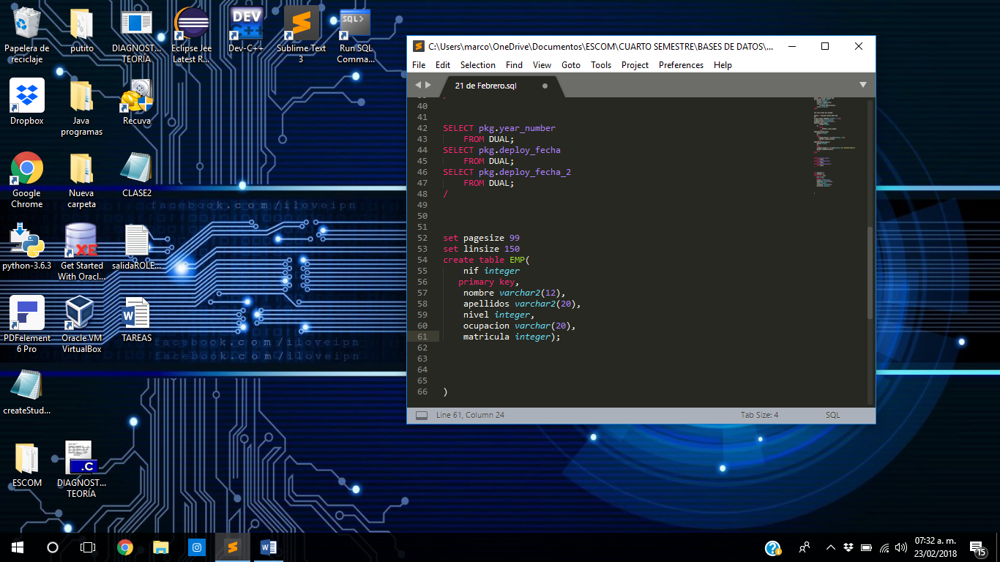 Papelera de reciclaje
putito
DIAGNOST... TEORÍA
Eclipse Jee Latest R...
Dev-C++
Sublime Text 3
Run SQL Comma...
Dropbox
Java programas
Recuva
Google Chrome
Nueva carpeta
CLASE2
python-3.6.3
Get Started With Oracl...
salidaROLE...
PDFelement 6 Pro
Oracle VM VirtualBox
TAREAS
createStud...
ESCOM
DIAGNOST... TEORÍA
facebook.com/iloveipn
facebook.com/iloveipn
facebook.com/iloveipn
C:\Users\marco\OneDrive\Documentos\ESCOM\CUARTO SEMESTRE\BASES DE DATOS\...
File Edit Selection Find View Goto Tools Project Preferences Help
21 de Febrero.sql
40
41
42 SELECT pkg.year_number
43 FROM DUAL;
44 SELECT pkg.deploy_fecha
45 FROM DUAL;
46 SELECT pkg.deploy_fecha_2
47 FROM DUAL;
48 /
49
50
51
52 set pagesize 99
53 set linsize 150
54 create table EMP(
55 nif integer
56 primary key,
57 nombre varchar2(12),
58 apellidos varchar2(20),
59 nivel integer,
60 ocupacion varchar(20),
61 matricula integer);
62
63
64
65
66 )
Line 61, Column 24
Tab Size: 4
SQL
07:32 a. m.
23/02/2018
15